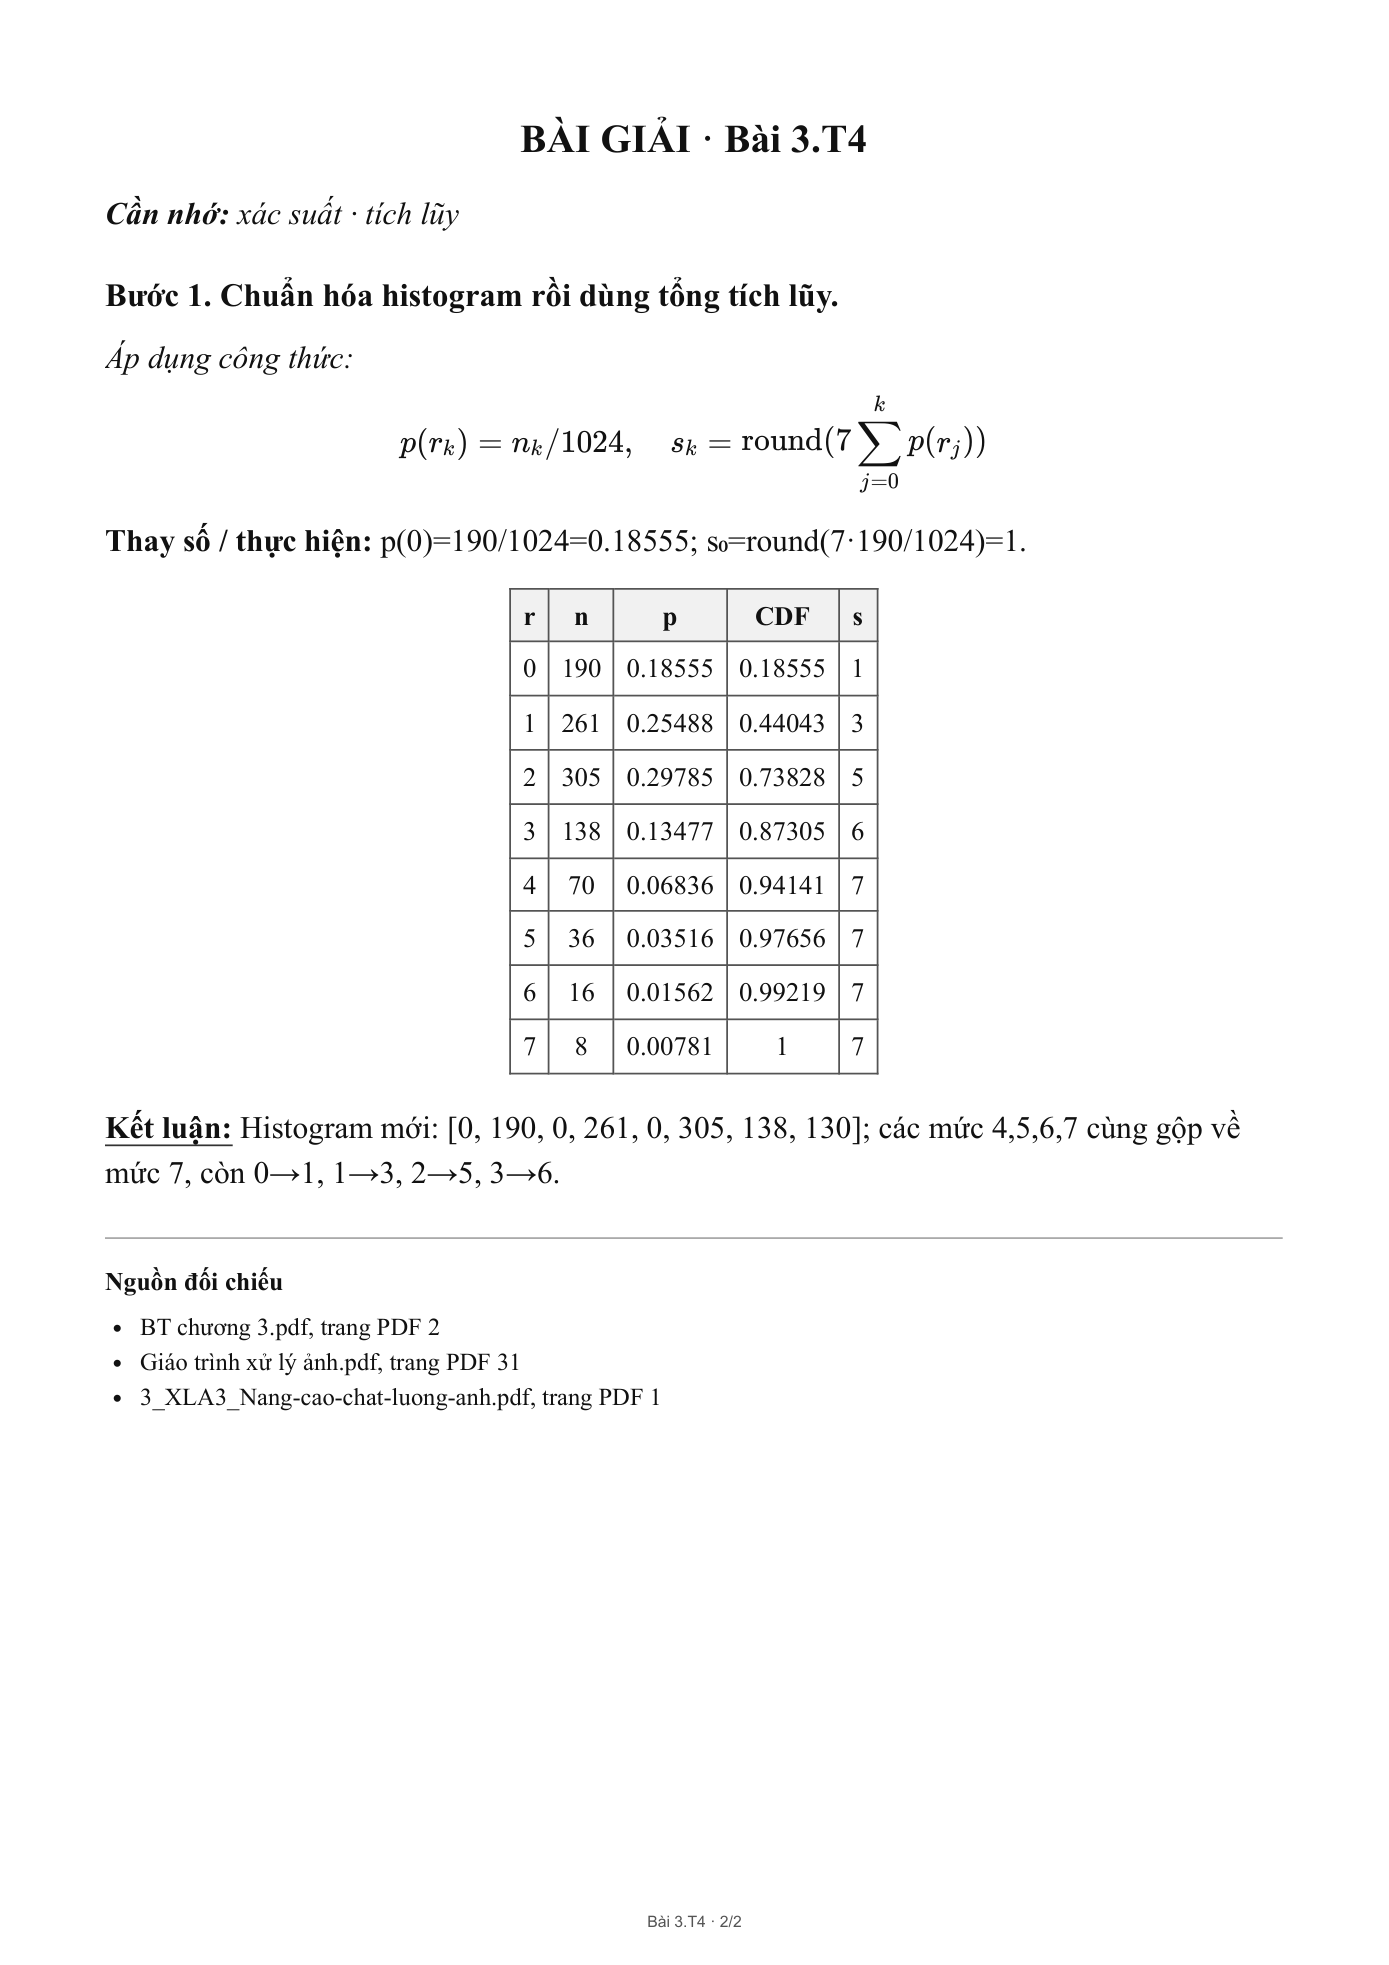 BÀI GIẢI · Bài 3.T4
Cần nhớ: xác suất · tích lũy
Bước 1. Chuẩn hóa histogram rồi dùng tổng tích lũy.
Áp dụng công thức:
p(r_k) = n_k/1024,   s_k = round(7 ∑_{j=0}^{k} p(r_j))
Thay số / thực hiện: p(0)=190/1024=0.18555; s₀=round(7·190/1024)=1.
r n p CDF s
0 190 0.18555 0.18555 1
1 261 0.25488 0.44043 3
2 305 0.29785 0.73828 5
3 138 0.13477 0.87305 6
4 70 0.06836 0.94141 7
5 36 0.03516 0.97656 7
6 16 0.01562 0.99219 7
7 8 0.00781 1 7
Kết luận: Histogram mới: [0, 190, 0, 261, 0, 305, 138, 130]; các mức 4,5,6,7 cùng gộp về
mức 7, còn 0→1, 1→3, 2→5, 3→6.
Nguồn đối chiếu
• BT chương 3.pdf, trang PDF 2
• Giáo trình xử lý ảnh.pdf, trang PDF 31
• 3_XLA3_Nang-cao-chat-luong-anh.pdf, trang PDF 1
Bài 3.T4 · 2/2